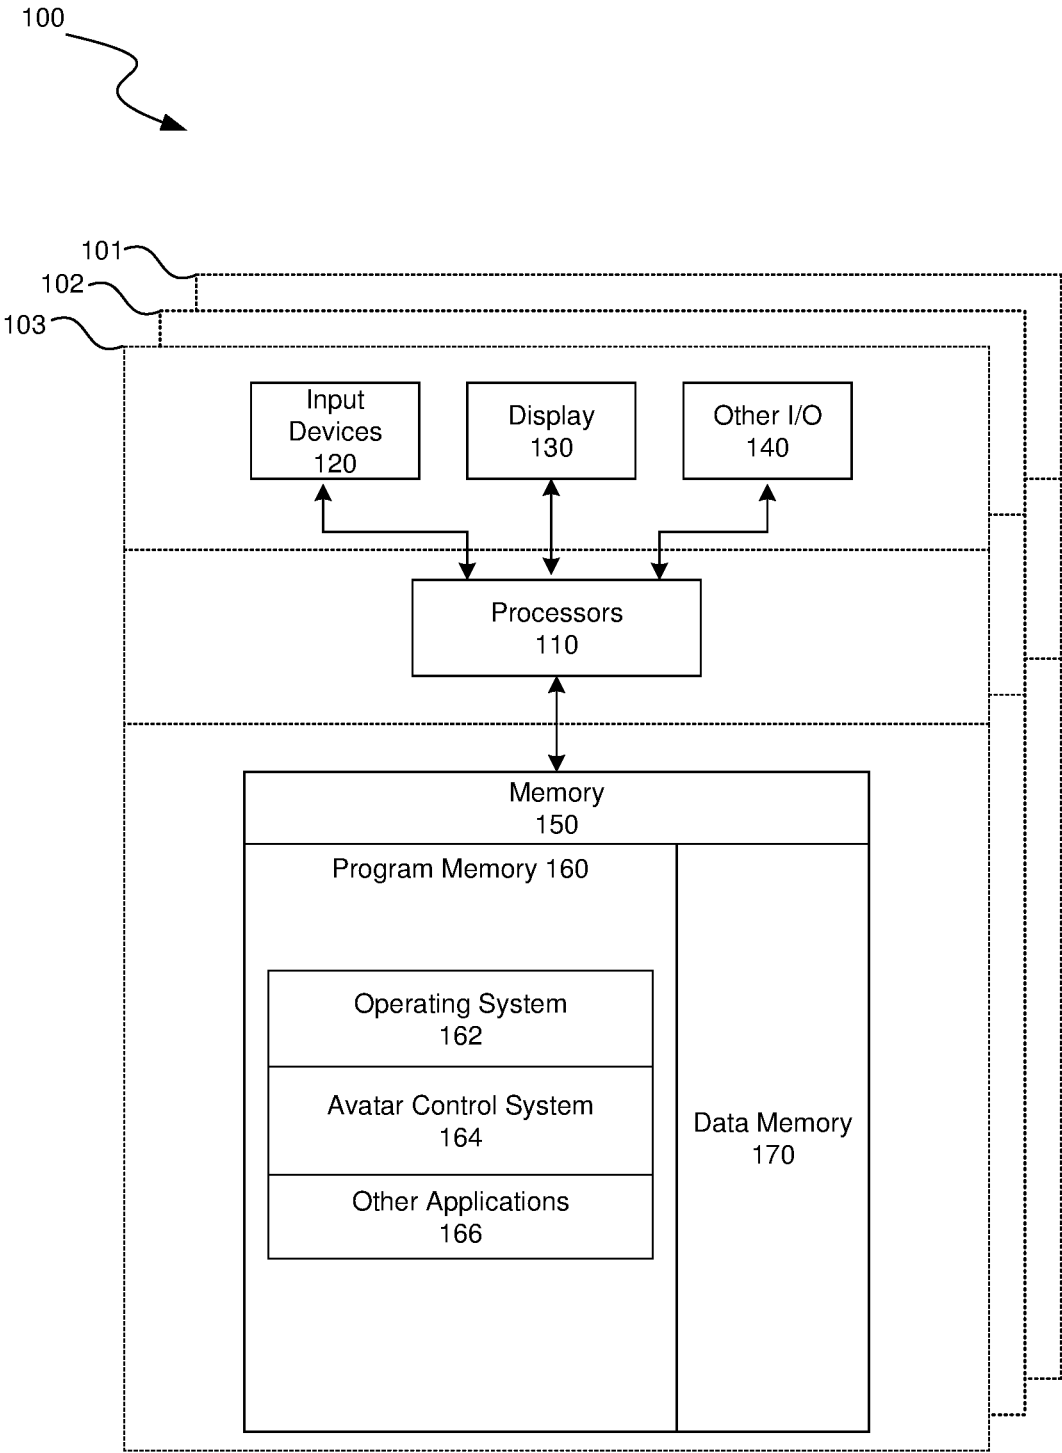 100
101
102
103
Input
Devices
120
Display
130
Other I/O
140
Processors
110
Memory
150
Program Memory 160
Operating System
162
Avatar Control System
164
Other Applications
166
Data Memory
170